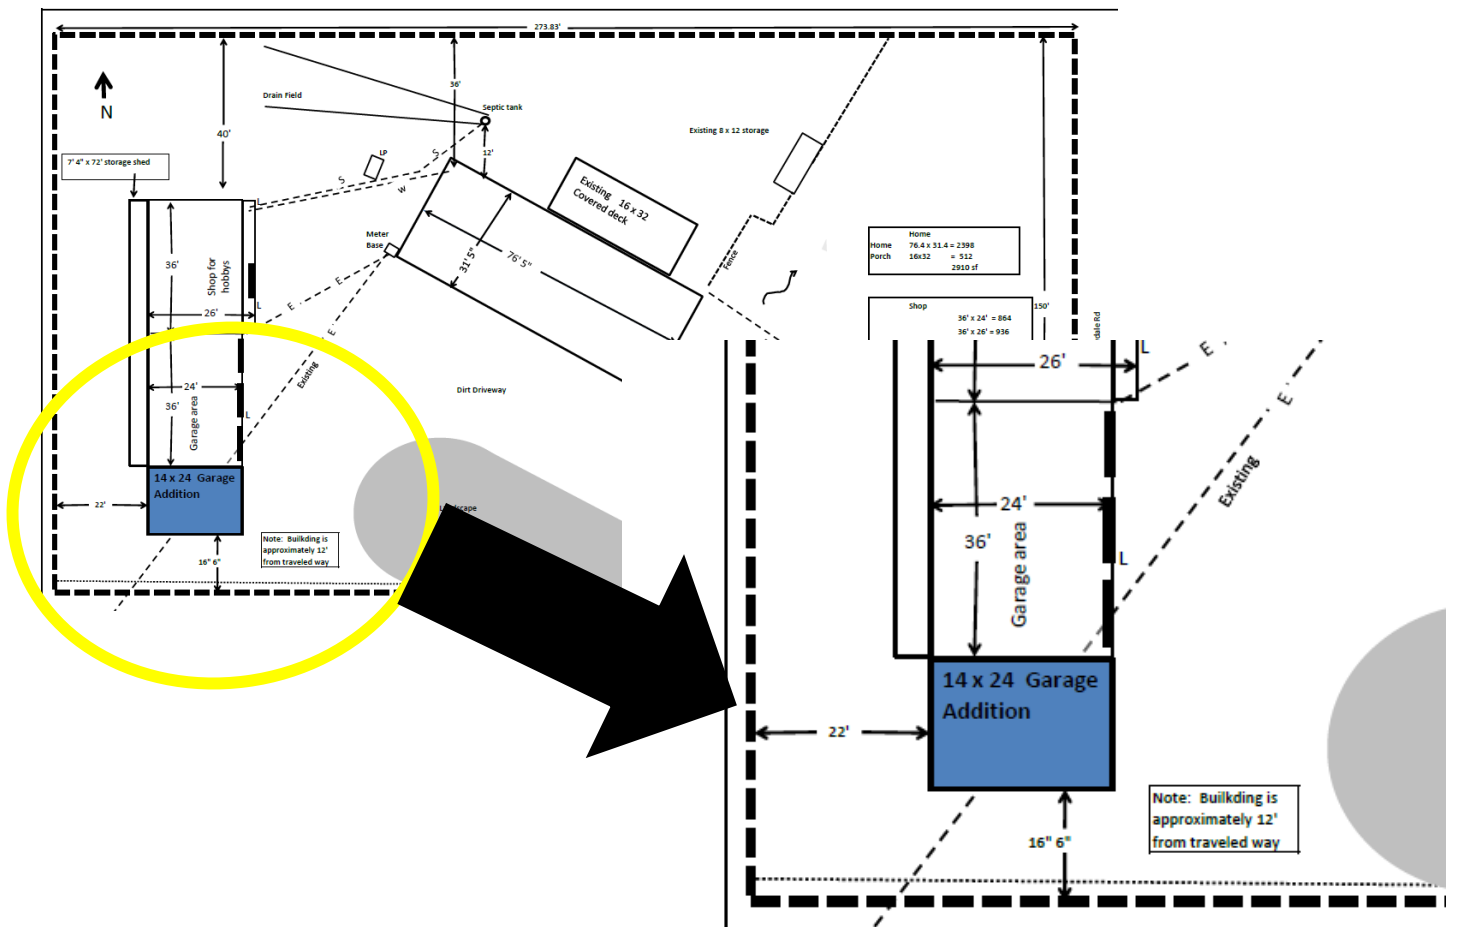 273.83'
N
40'
36'
Drain Field
Septic tank
12'
Existing 8 x 12 storage
7' 4" x 72' storage shed
LP
S
S
W
L
Existing 16 x 32
Covered deck
Meter
Base
31' 5"
76' 5"
Fence
Home
Home 76.4 x 31.4 = 2398
Porch 16x32 = 512
2910 sf
36'
Shop for
hobbys
26'
L
E
E
E
Existing
Shop
36' x 24' = 864
36' x 26' = 936
150'
dale Rd
24'
36'
Garage area
L
Dirt Driveway
14 x 24 Garage
Addition
22'
16" 6"
Note: Builkding is
approximately 12'
from traveled way
26'
L
E
E
Existing
24'
36'
Garage area
L
14 x 24 Garage
Addition
22'
16" 6"
Note: Builkding is
approximately 12'
from traveled way